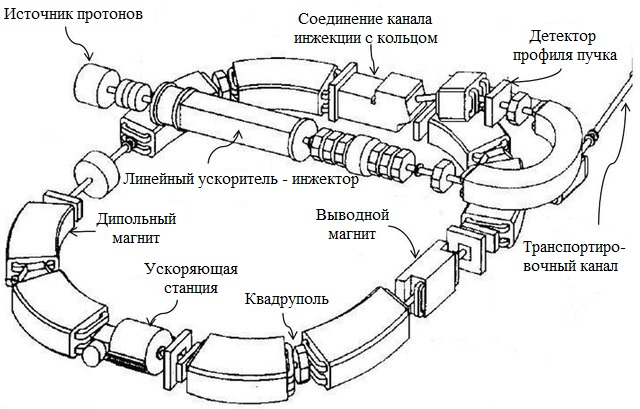 Источник протонов
Соединение канала
инжекции с кольцом
Детектор
профиля пучка
Линейный ускоритель - инжектор
Дипольный
магнит
Выводной
магнит
Транспортиро-
вочный канал
Ускоряющая
станция
Квадруполь